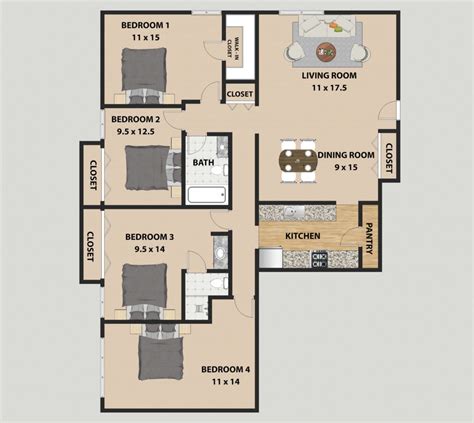 BEDROOM 1
11 x 15
WALK - IN
CLOSET
LIVING ROOM
11 x 17.5
CLOSET
BEDROOM 2
9.5 x 12.5
CLOSET
BATH
DINING ROOM
9 x 15
CLOSET
BEDROOM 3
9.5 x 14
CLOSET
KITCHEN
PANTRY
BEDROOM 4
11 x 14